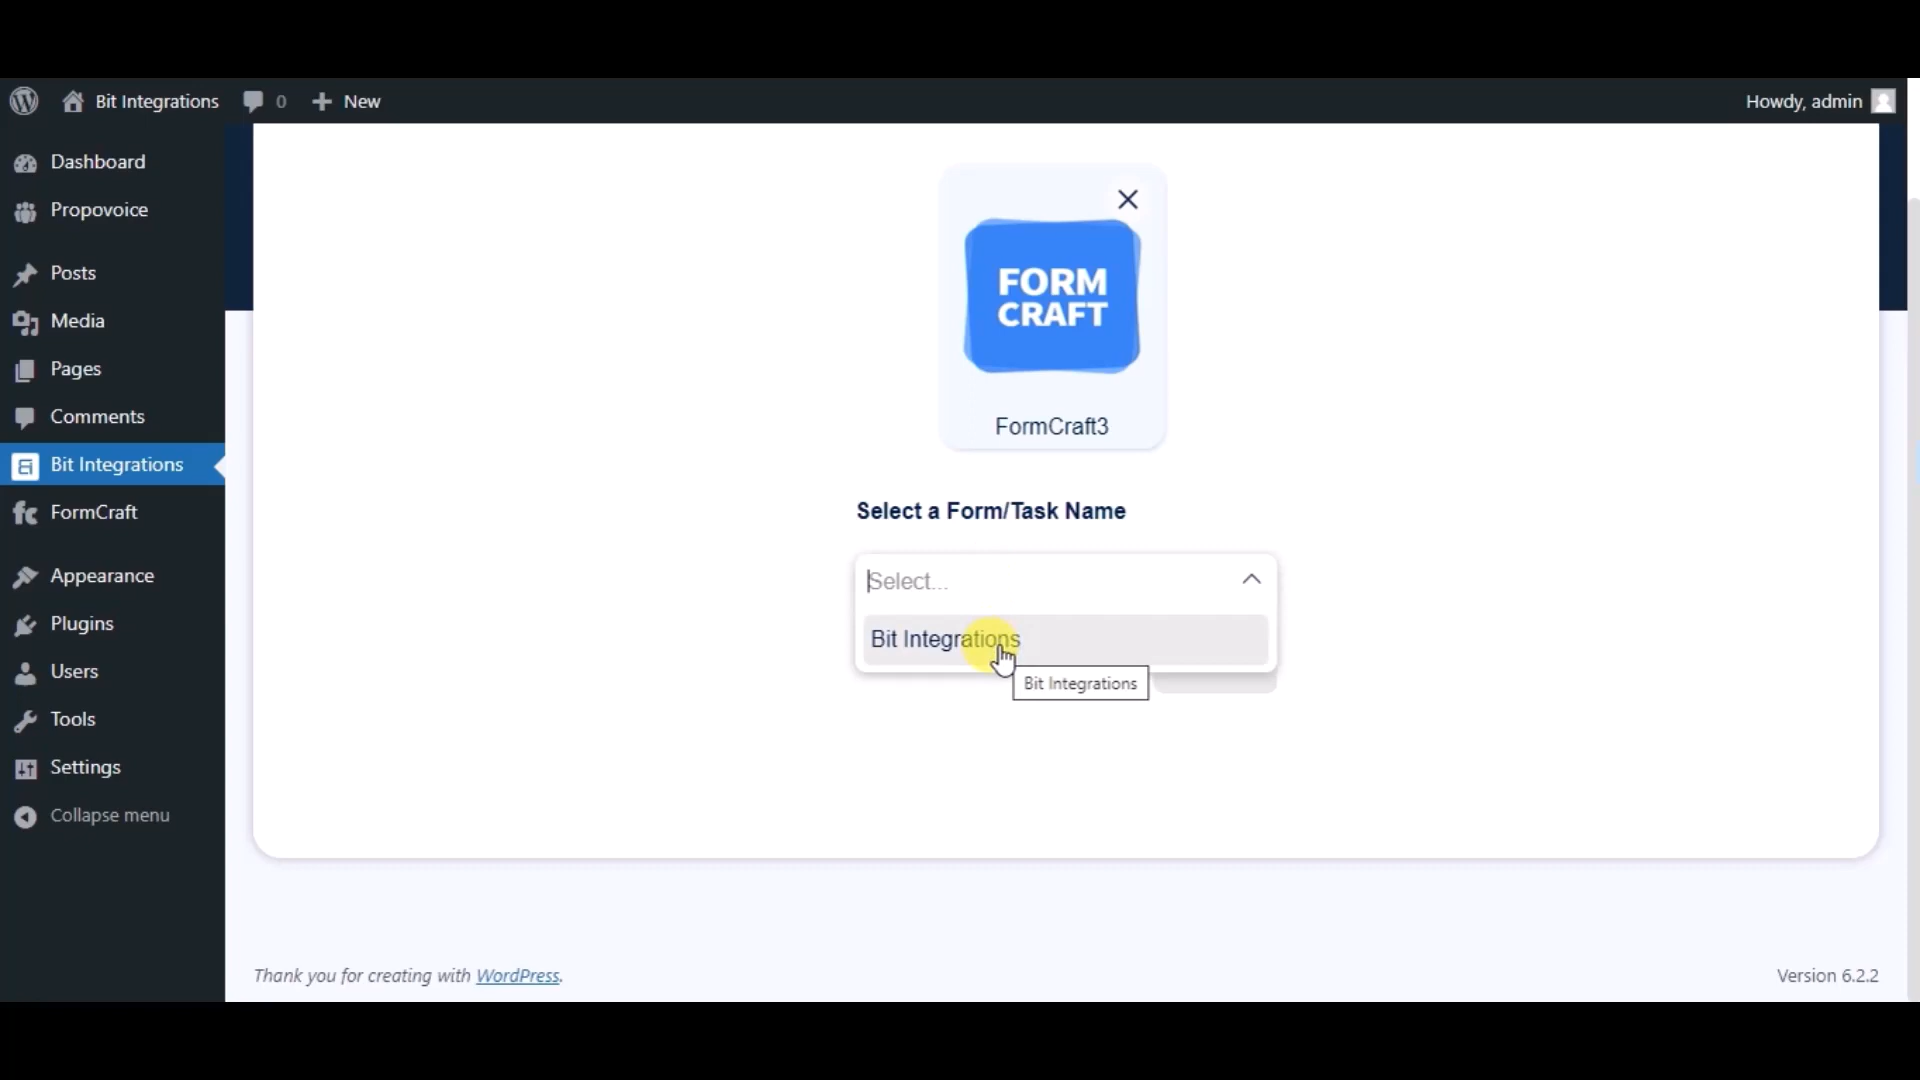 Bit Integrations 0 New Howdy, admin
Dashboard
Propovoice
Posts
Media
Pages
Comments
Bit Integrations
FormCraft
Appearance
Plugins
Users
Tools
Settings
Collapse menu
FORM
CRAFT
FormCraft3
Select a Form/Task Name
Select...
Bit Integrations
Bit Integrations
Thank you for creating with WordPress.
Version 6.2.2